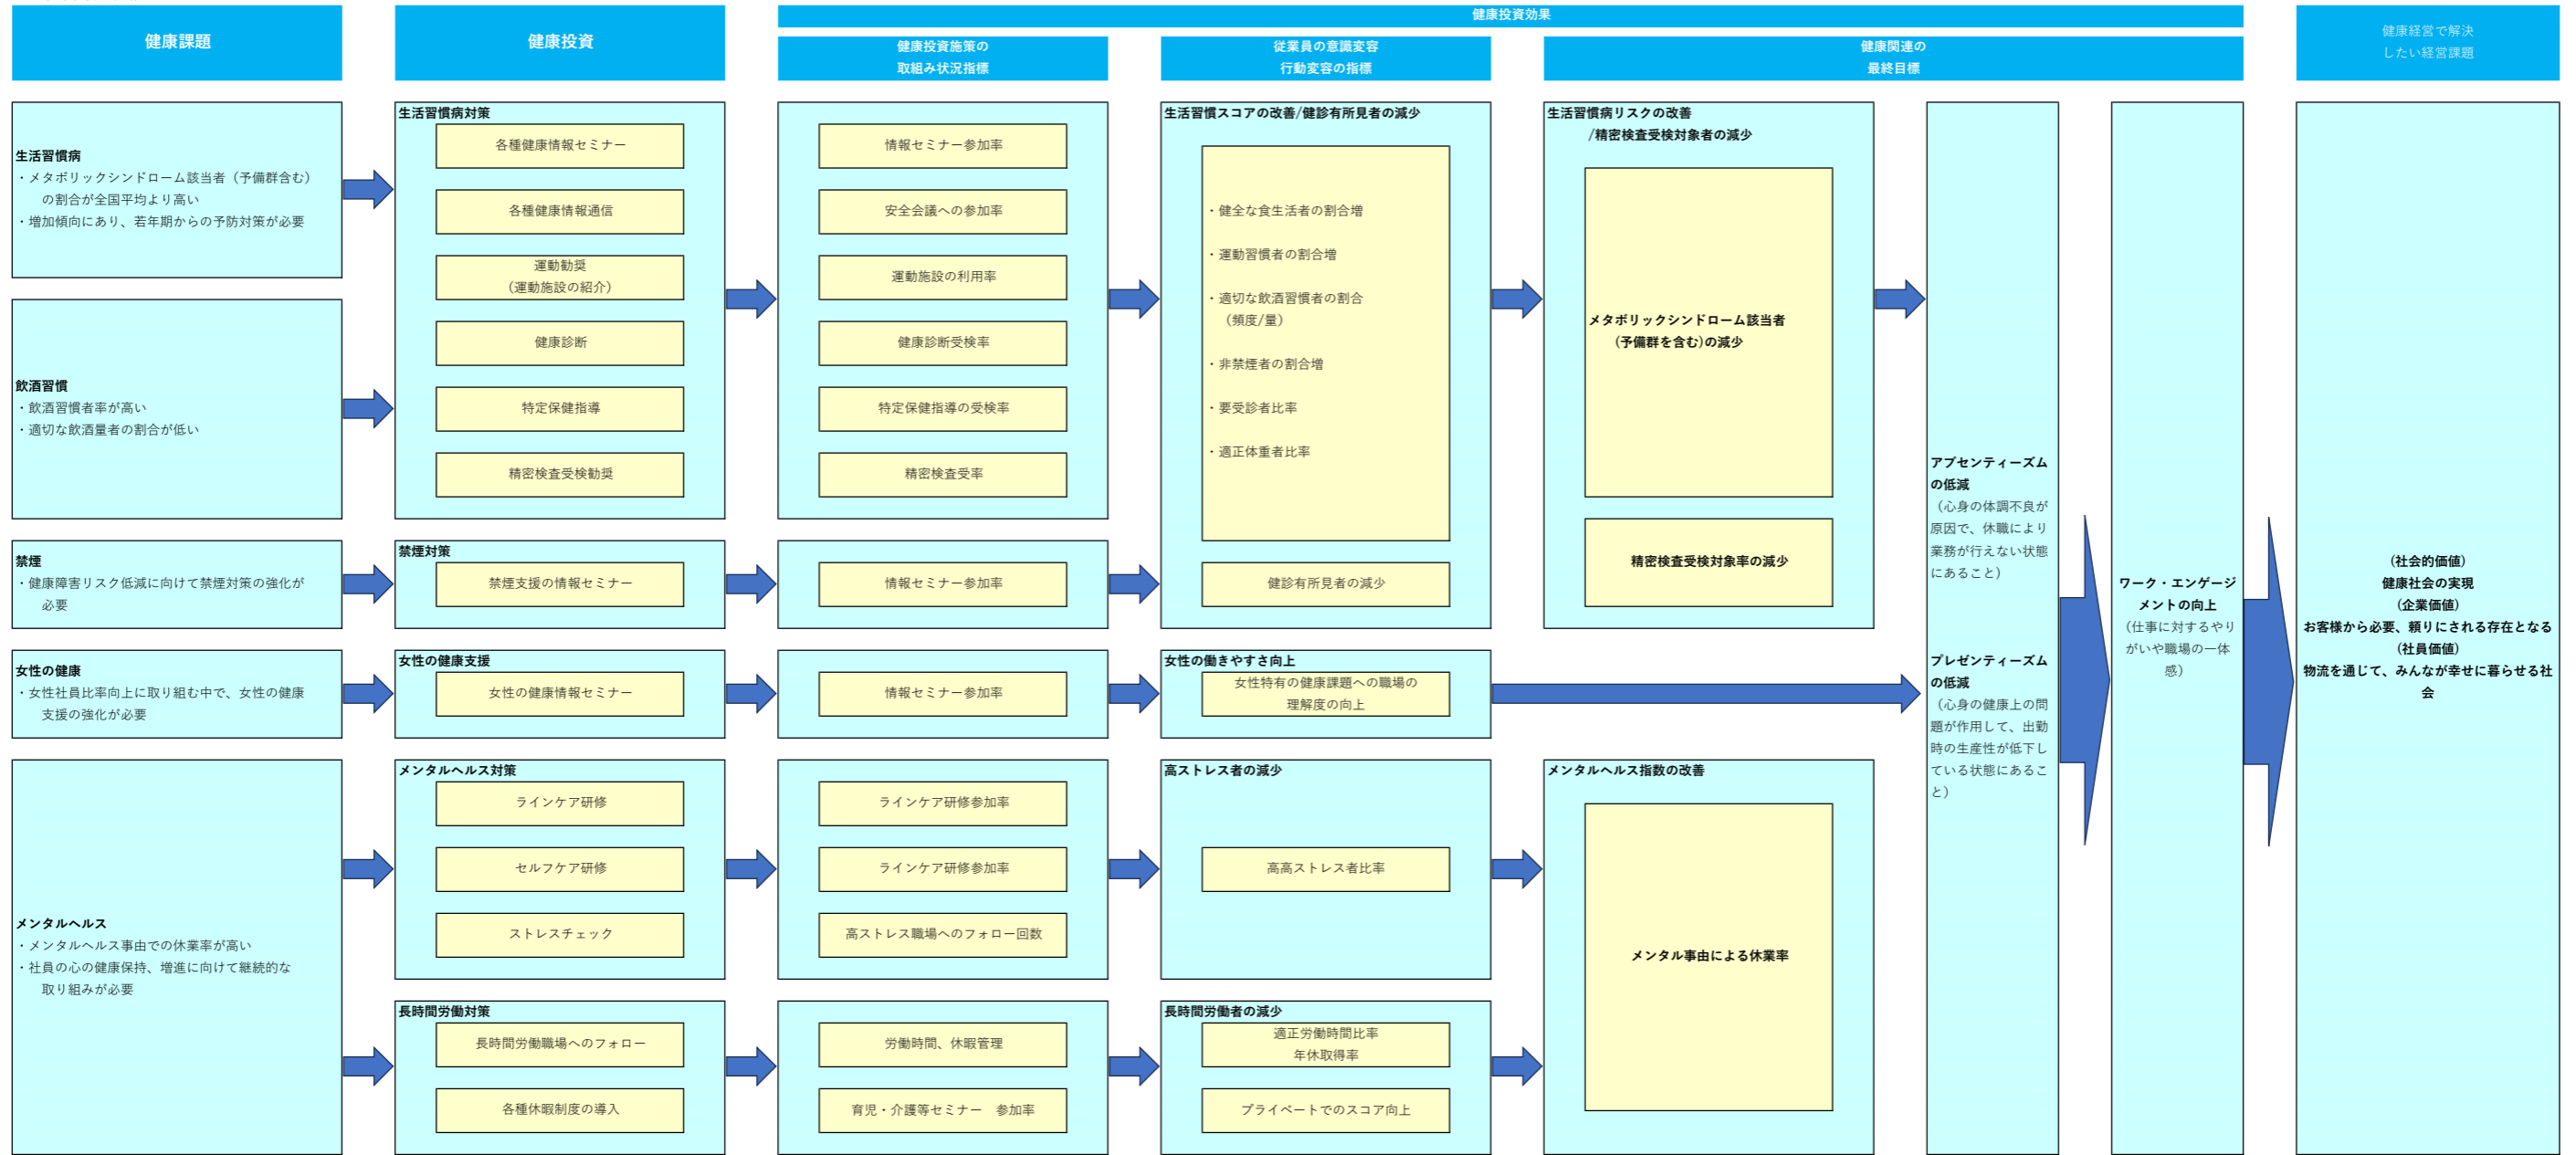 健康課題
健康投資
健康投資効果
健康投資施策の
取組み状況指標
従業員の意識変容
行動変容の指標
健康関連の
最終目標
健康経営で解決
したい経営課題
生活習慣病
・メタボリックシンドローム該当者（予備群含む）
の割合が全国平均より高い
・増加傾向にあり、若年期からの予防対策が必要
飲酒習慣
・飲酒習慣者率が高い
・適切な飲酒量者の割合が低い
禁煙
・健康障害リスク低減に向けて禁煙対策の強化が
必要
女性の健康
・女性社員比率向上に取り組む中で、女性の健康
支援の強化が必要
メンタルヘルス
・メンタルヘルス事由での休業率が高い
・社員の心の健康保持、増進に向けて継続的な
取り組みが必要
生活習慣病対策
各種健康情報セミナー
各種健康情報通信
運動勧奨
（運動施設の紹介）
健康診断
特定保健指導
精密検査受検勧奨
禁煙対策
禁煙支援の情報セミナー
女性の健康支援
女性の健康情報セミナー
メンタルヘルス対策
ラインケア研修
セルフケア研修
ストレスチェック
長時間労働対策
長時間労働職場へのフォロー
各種休暇制度の導入
情報セミナー参加率
安全会議への参加率
運動施設の利用率
健康診断受検率
特定保健指導の受検率
精密検査受率
情報セミナー参加率
情報セミナー参加率
ラインケア研修参加率
ラインケア研修参加率
高ストレス職場へのフォロー回数
労働時間、休暇管理
育児・介護等セミナー　参加率
生活習慣スコアの改善/健診有所見者の減少
・健全な食生活者の割合増
・運動習慣者の割合増
・適切な飲酒習慣者の割合
（頻度/量）
・非禁煙者の割合増
・要受診者比率
・適正体重者比率
健診有所見者の減少
女性の働きやすさ向上
女性特有の健康課題への職場の
理解度の向上
高ストレス者の減少
高高ストレス者比率
長時間労働者の減少
適正労働時間比率
年休取得率
プライベートでのスコア向上
生活習慣病リスクの改善
/精密検査受検対象者の減少
メタボリックシンドローム該当者
(予備群を含む)の減少
精密検査受検対象率の減少
メンタルヘルス指数の改善
メンタル事由による休業率
アブセンティーズム
の低減
（心身の体調不良が
原因で、休職により
業務が行えない状態
にあること）
プレゼンティーズム
の低減
（心身の健康上の問
題が作用して、出勤
時の生産性が低下し
ている状態にあるこ
と）
ワーク・エンゲージ
メントの向上
（仕事に対するやり
がいや職場の一体
感）
(社会的価値)
健康社会の実現
(企業価値)
お客様から必要、頼りにされる存在となる
(社員価値)
物流を通じて、みんなが幸せに暮らせる社
会